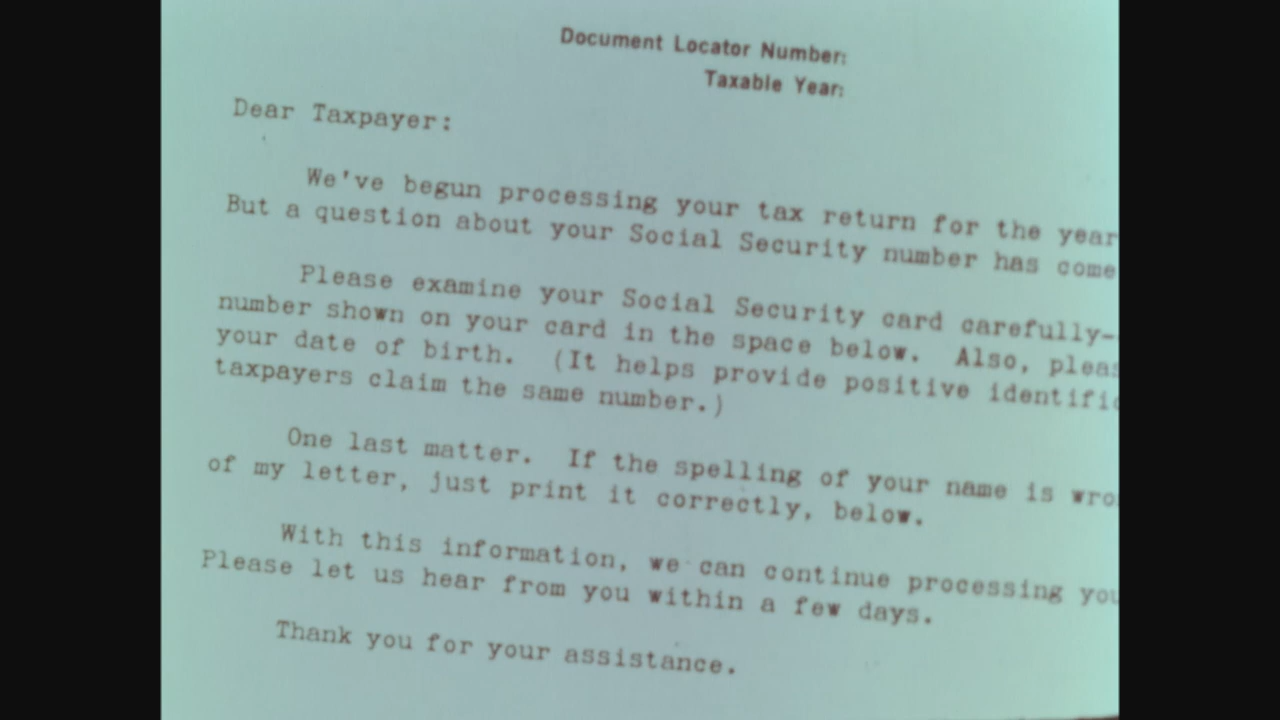 Document Locator Number:
Taxable Year:
Dear Taxpayer:
We've begun processing your tax return for the year
But a question about your Social Security number has come
Please examine your Social Security card carefully—
number shown on your card in the space below. Also, pleas
your date of birth. (It helps provide positive identific
taxpayers claim the same number.)
One last matter. If the spelling of your name is wro
of my letter, just print it correctly, below.
With this information, we can continue processing you
Please let us hear from you within a few days.
Thank you for your assistance.